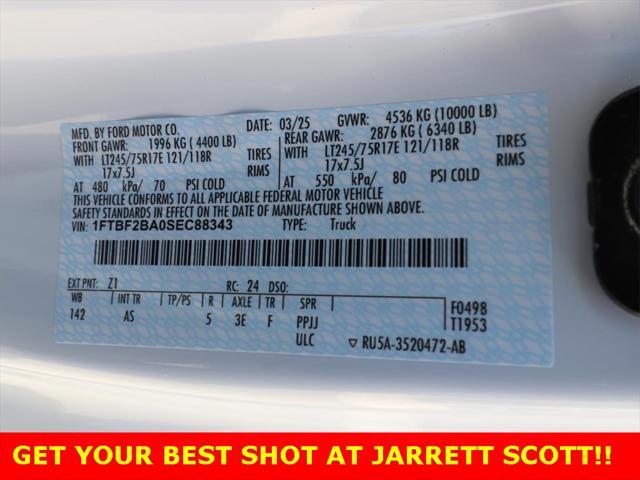 MFD. BY FORD MOTOR CO. DATE: 03/25 GVWR: 4536 KG (10000 LB)
FRONT GAWR: 1996 KG (4400 LB) REAR GAWR: 2876 KG (6340 LB)
WITH LT245/75R17E 121/118R TIRES WITH LT245/75R17E 121/118R TIRES
17x7.5J RIMS 17x7.5J RIMS
AT 480 kPa/ 70 PSI COLD AT 550 kPa/ 80 PSI COLD
THIS VEHICLE CONFORMS TO ALL APPLICABLE FEDERAL MOTOR VEHICLE
SAFETY STANDARDS IN EFFECT ON THE DATE OF MANUFACTURE SHOWN ABOVE.
VIN: 1FTBF2BA0SEC88343 TYPE: Truck
EXT PNT: Z1 RC: 24 DSO:
WB INT TR TP/PS R AXLE TR SPR F0498
142 AS 5 3E F PPJJ T1953
ULC ▽ RU5A-3520472-AB
GET YOUR BEST SHOT AT JARRETT SCOTT!!